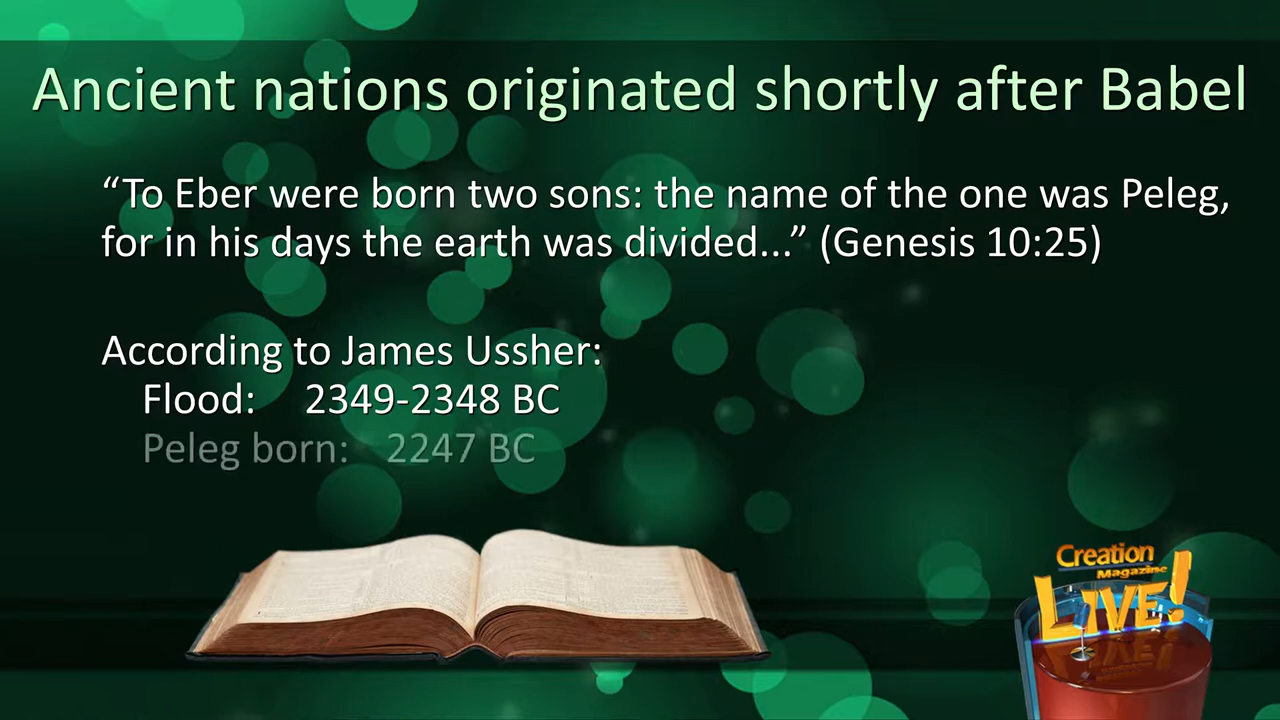 Ancient nations originated shortly after Babel
“To Eber were born two sons: the name of the one was Peleg,
for in his days the earth was divided...” (Genesis 10:25)
According to James Ussher:
Flood: 2349-2348 BC
Peleg born: 2247 BC
Creation
Magazine
LIVE!